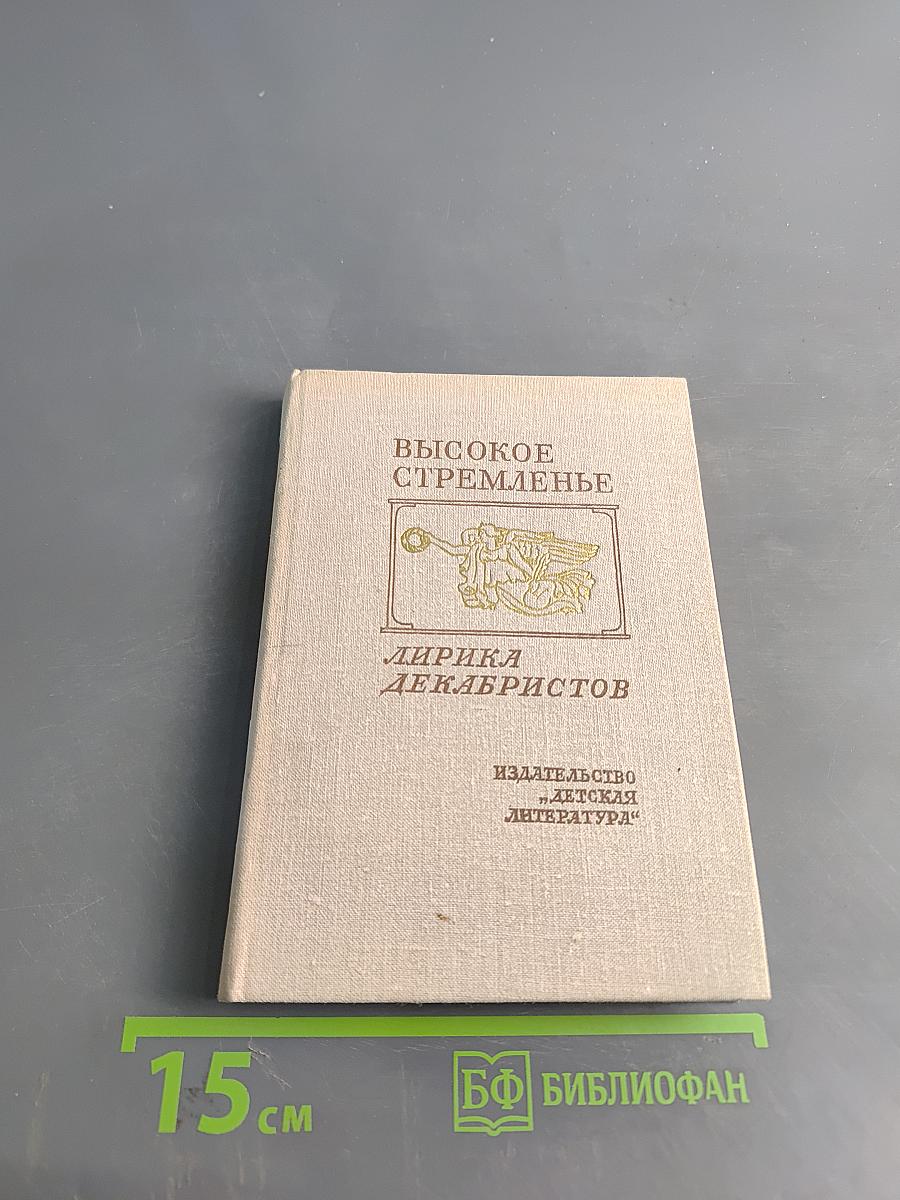 ВЫСОКОЕ
СТРЕМЛЕНЬЕ
ЛИРИКА
ДЕКАБРИСТОВ
ИЗДАТЕЛЬСТВО
„ДЕТСКАЯ
ЛИТЕРАТУРА“
15 см
БФ БИБЛИОФАН